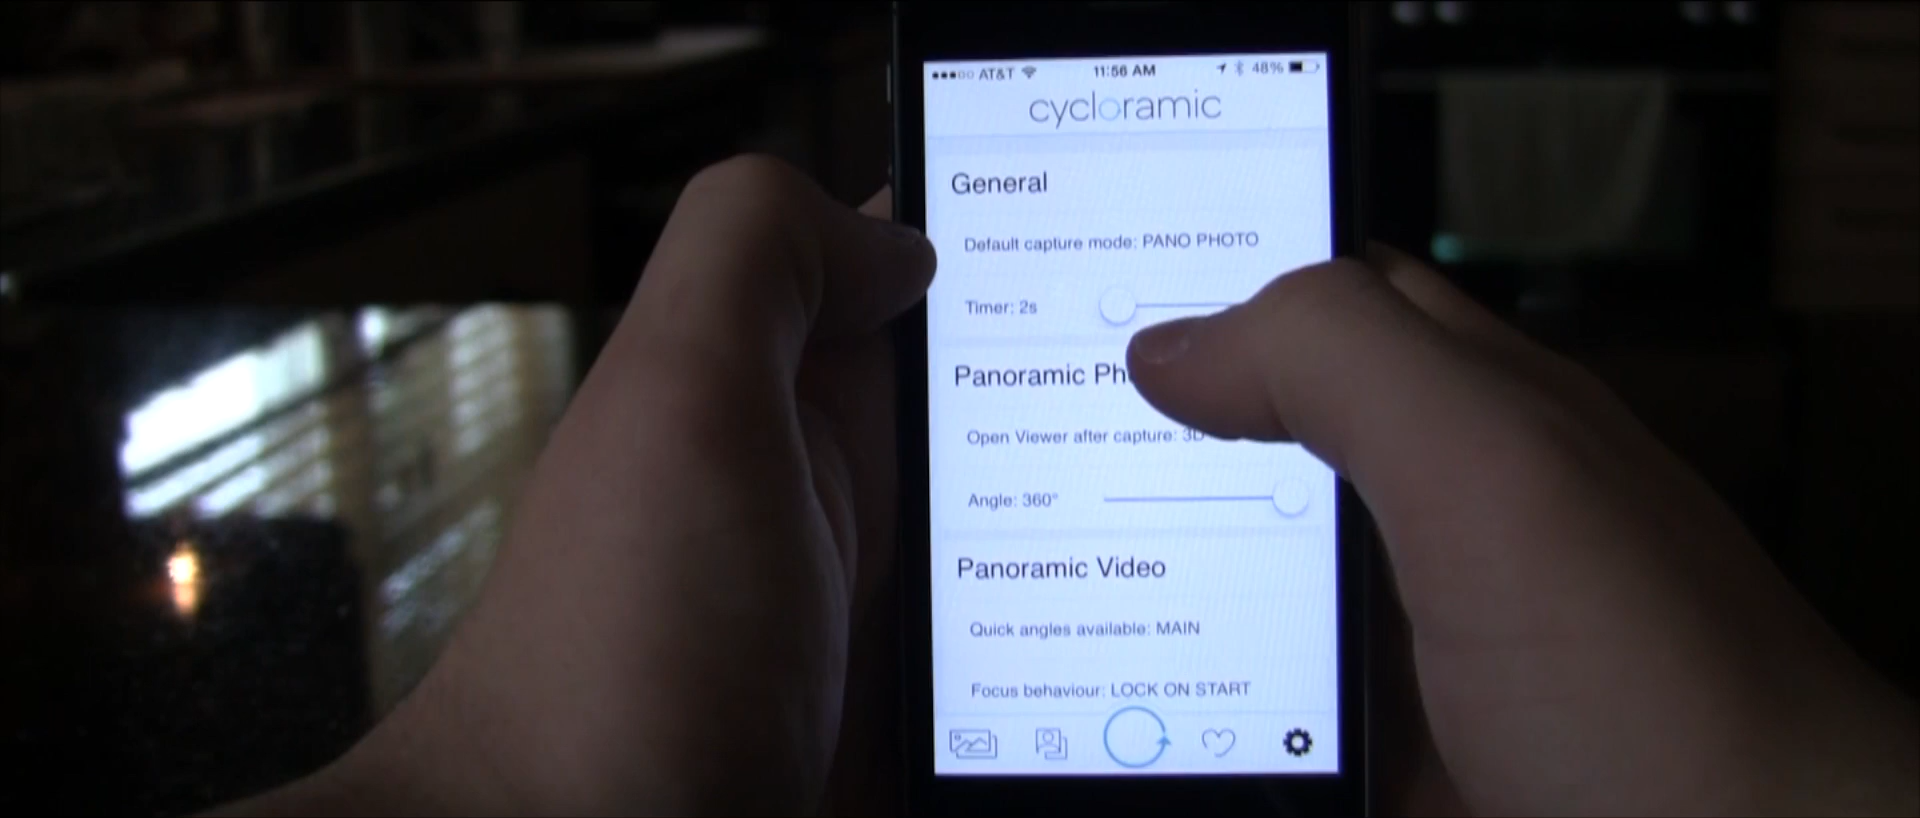 AT&T 11:56 AM 48%
cycloramic
General
Default capture mode: PANO PHOTO
Timer: 2s
Panoramic Ph
Open Viewer after capture: 3D
Angle: 360°
Panoramic Video
Quick angles available: MAIN
Focus behaviour: LOCK ON START